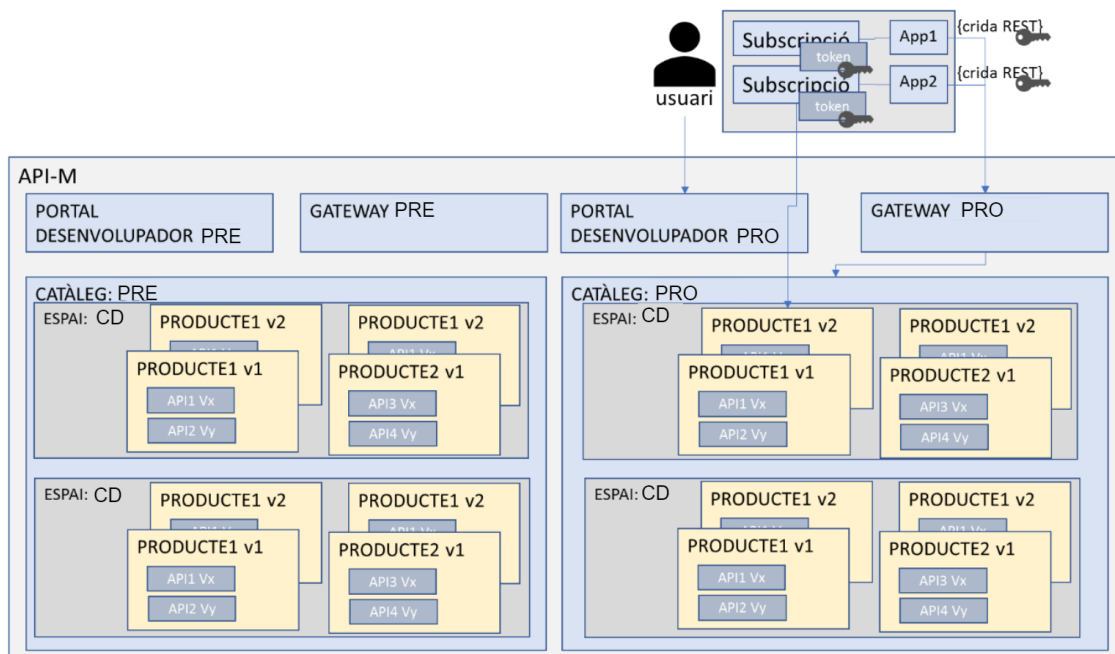 Subscripció
token
App1
{crida REST}
Subscripció
token
App2
{crida REST}
usuari
API-M
PORTAL
DESENVOLUPADOR PRE
GATEWAY PRE
PORTAL
DESENVOLUPADOR PRO
GATEWAY PRO
CATÀLEG: PRE
ESPAI: CD
PRODUCTE1 v2
PRODUCTE1 v1
API1 Vx
API2 Vy
PRODUCTE1 v2
PRODUCTE2 v1
API3 Vx
API4 Vy
ESPAI: CD
PRODUCTE1 v2
PRODUCTE1 v1
API1 Vx
API2 Vy
PRODUCTE1 v2
PRODUCTE2 v1
API3 Vx
API4 Vy
CATÀLEG: PRO
ESPAI: CD
PRODUCTE1 v2
PRODUCTE1 v1
API1 Vx
API2 Vy
PRODUCTE1 v2
PRODUCTE2 v1
API3 Vx
API4 Vy
ESPAI: CD
PRODUCTE1 v2
PRODUCTE1 v1
API1 Vx
API2 Vy
PRODUCTE1 v2
PRODUCTE2 v1
API3 Vx
API4 Vy